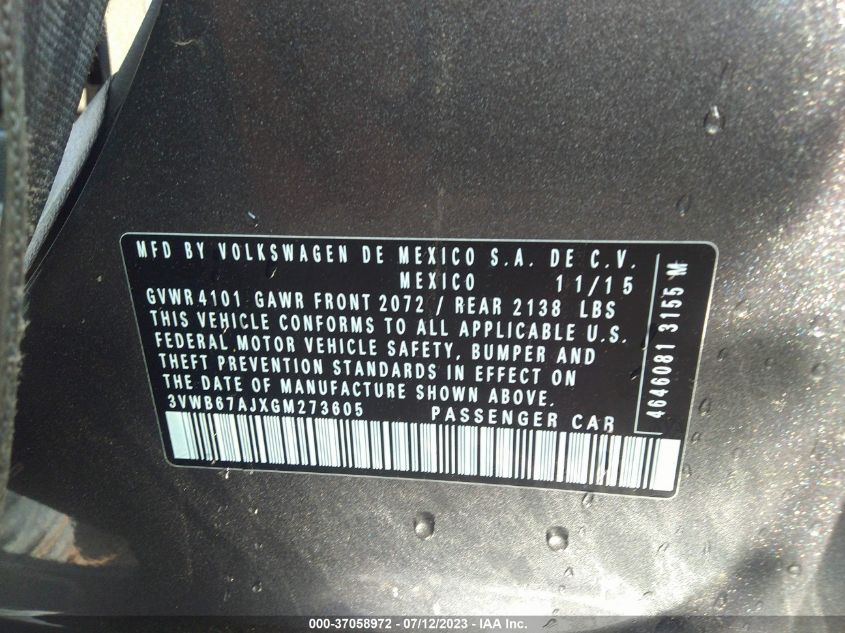 MFD BY VOLKSWAGEN DE MEXICO S.A. DE C.V.
MEXICO 11/15
GVWR 4101 GAWR FRONT 2072 / REAR 2138 LBS
THIS VEHICLE CONFORMS TO ALL APPLICABLE U.S.
FEDERAL MOTOR VEHICLE SAFETY, BUMPER AND
THEFT PREVENTION STANDARDS IN EFFECT ON
THE DATE OF MANUFACTURE SHOWN ABOVE.
3VWB67AJXGM273605 PASSENGER CAR
4646081 3155 M
000-37058972 - 07/12/2023 - IAA Inc.